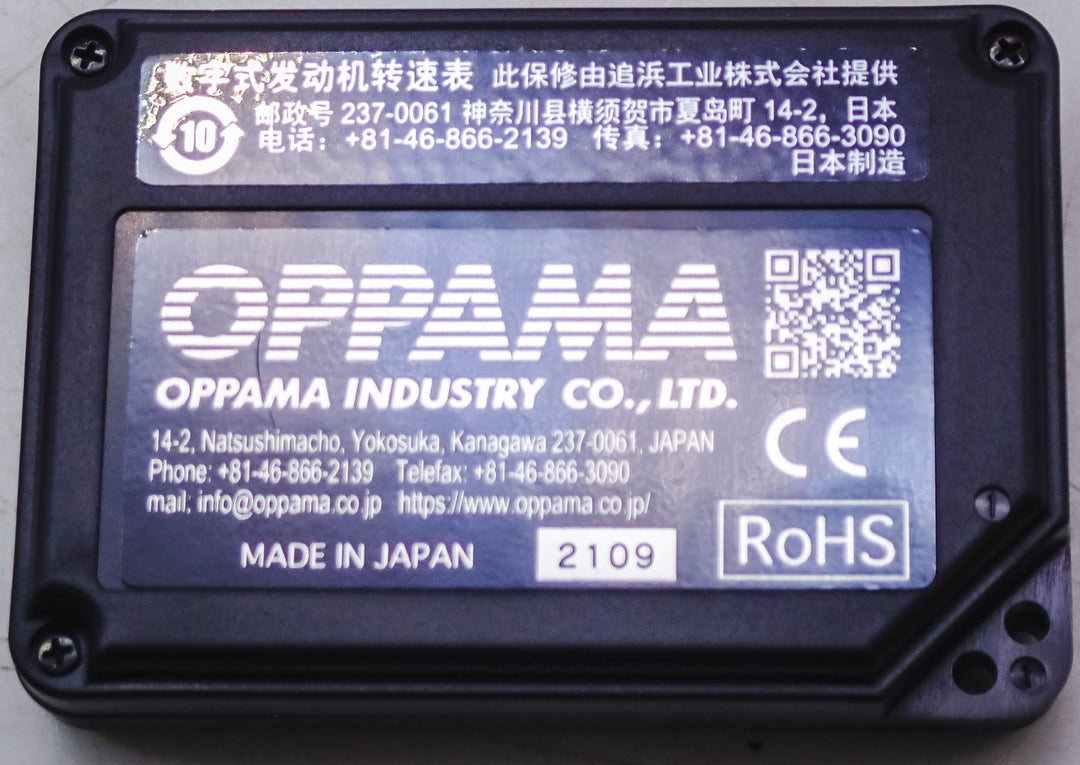 数字式发动机转速表 此保修由追浜工业株式会社提供
邮政号 237-0061 神奈川县横须贺市夏岛町 14-2，日本
10
电话：+81-46-866-2139 传真：+81-46-866-3090
日本制造
OPPAMA
OPPAMA INDUSTRY CO., LTD.
14-2, Natsushimacho, Yokosuka, Kanagawa 237-0061, JAPAN
Phone: +81-46-866-2139 Telefax: +81-46-866-3090
mail: info@oppama.co.jp https://www.oppama.co.jp/
CE
MADE IN JAPAN 2109
RoHS